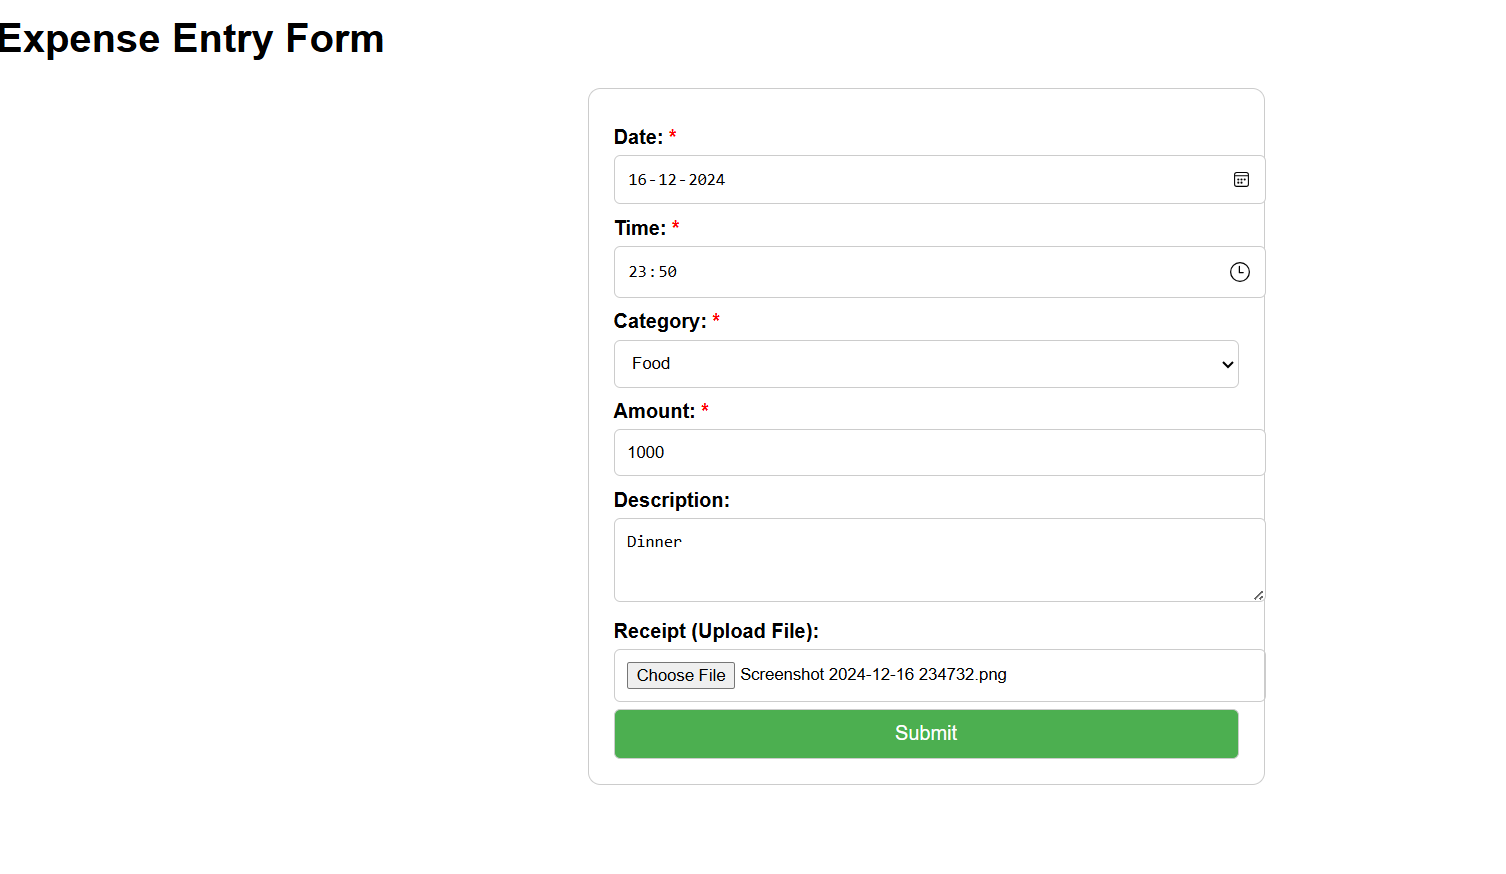 Expense Entry Form
Date: *
16-12-2024
Time: *
23:50
Category: *
Food
Amount: *
1000
Description:
Dinner
Receipt (Upload File):
Choose File Screenshot 2024-12-16 234732.png
Submit